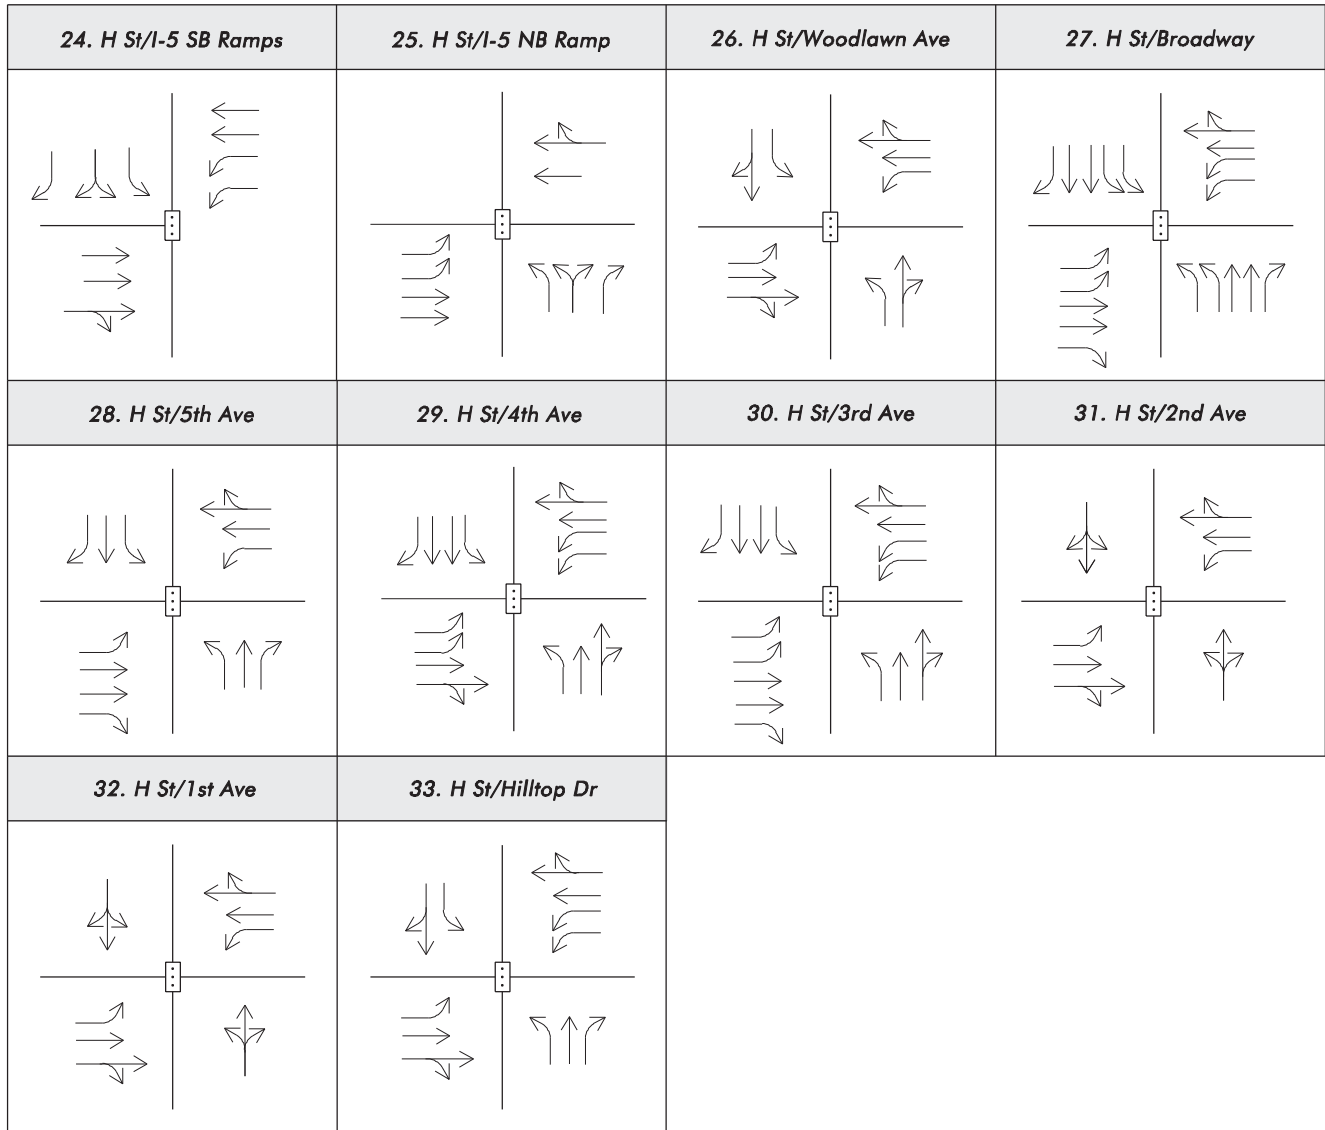 24. H St/I-5 SB Ramps
25. H St/I-5 NB Ramp
26. H St/Woodlawn Ave
27. H St/Broadway
28. H St/5th Ave
29. H St/4th Ave
30. H St/3rd Ave
31. H St/2nd Ave
32. H St/1st Ave
33. H St/Hilltop Dr